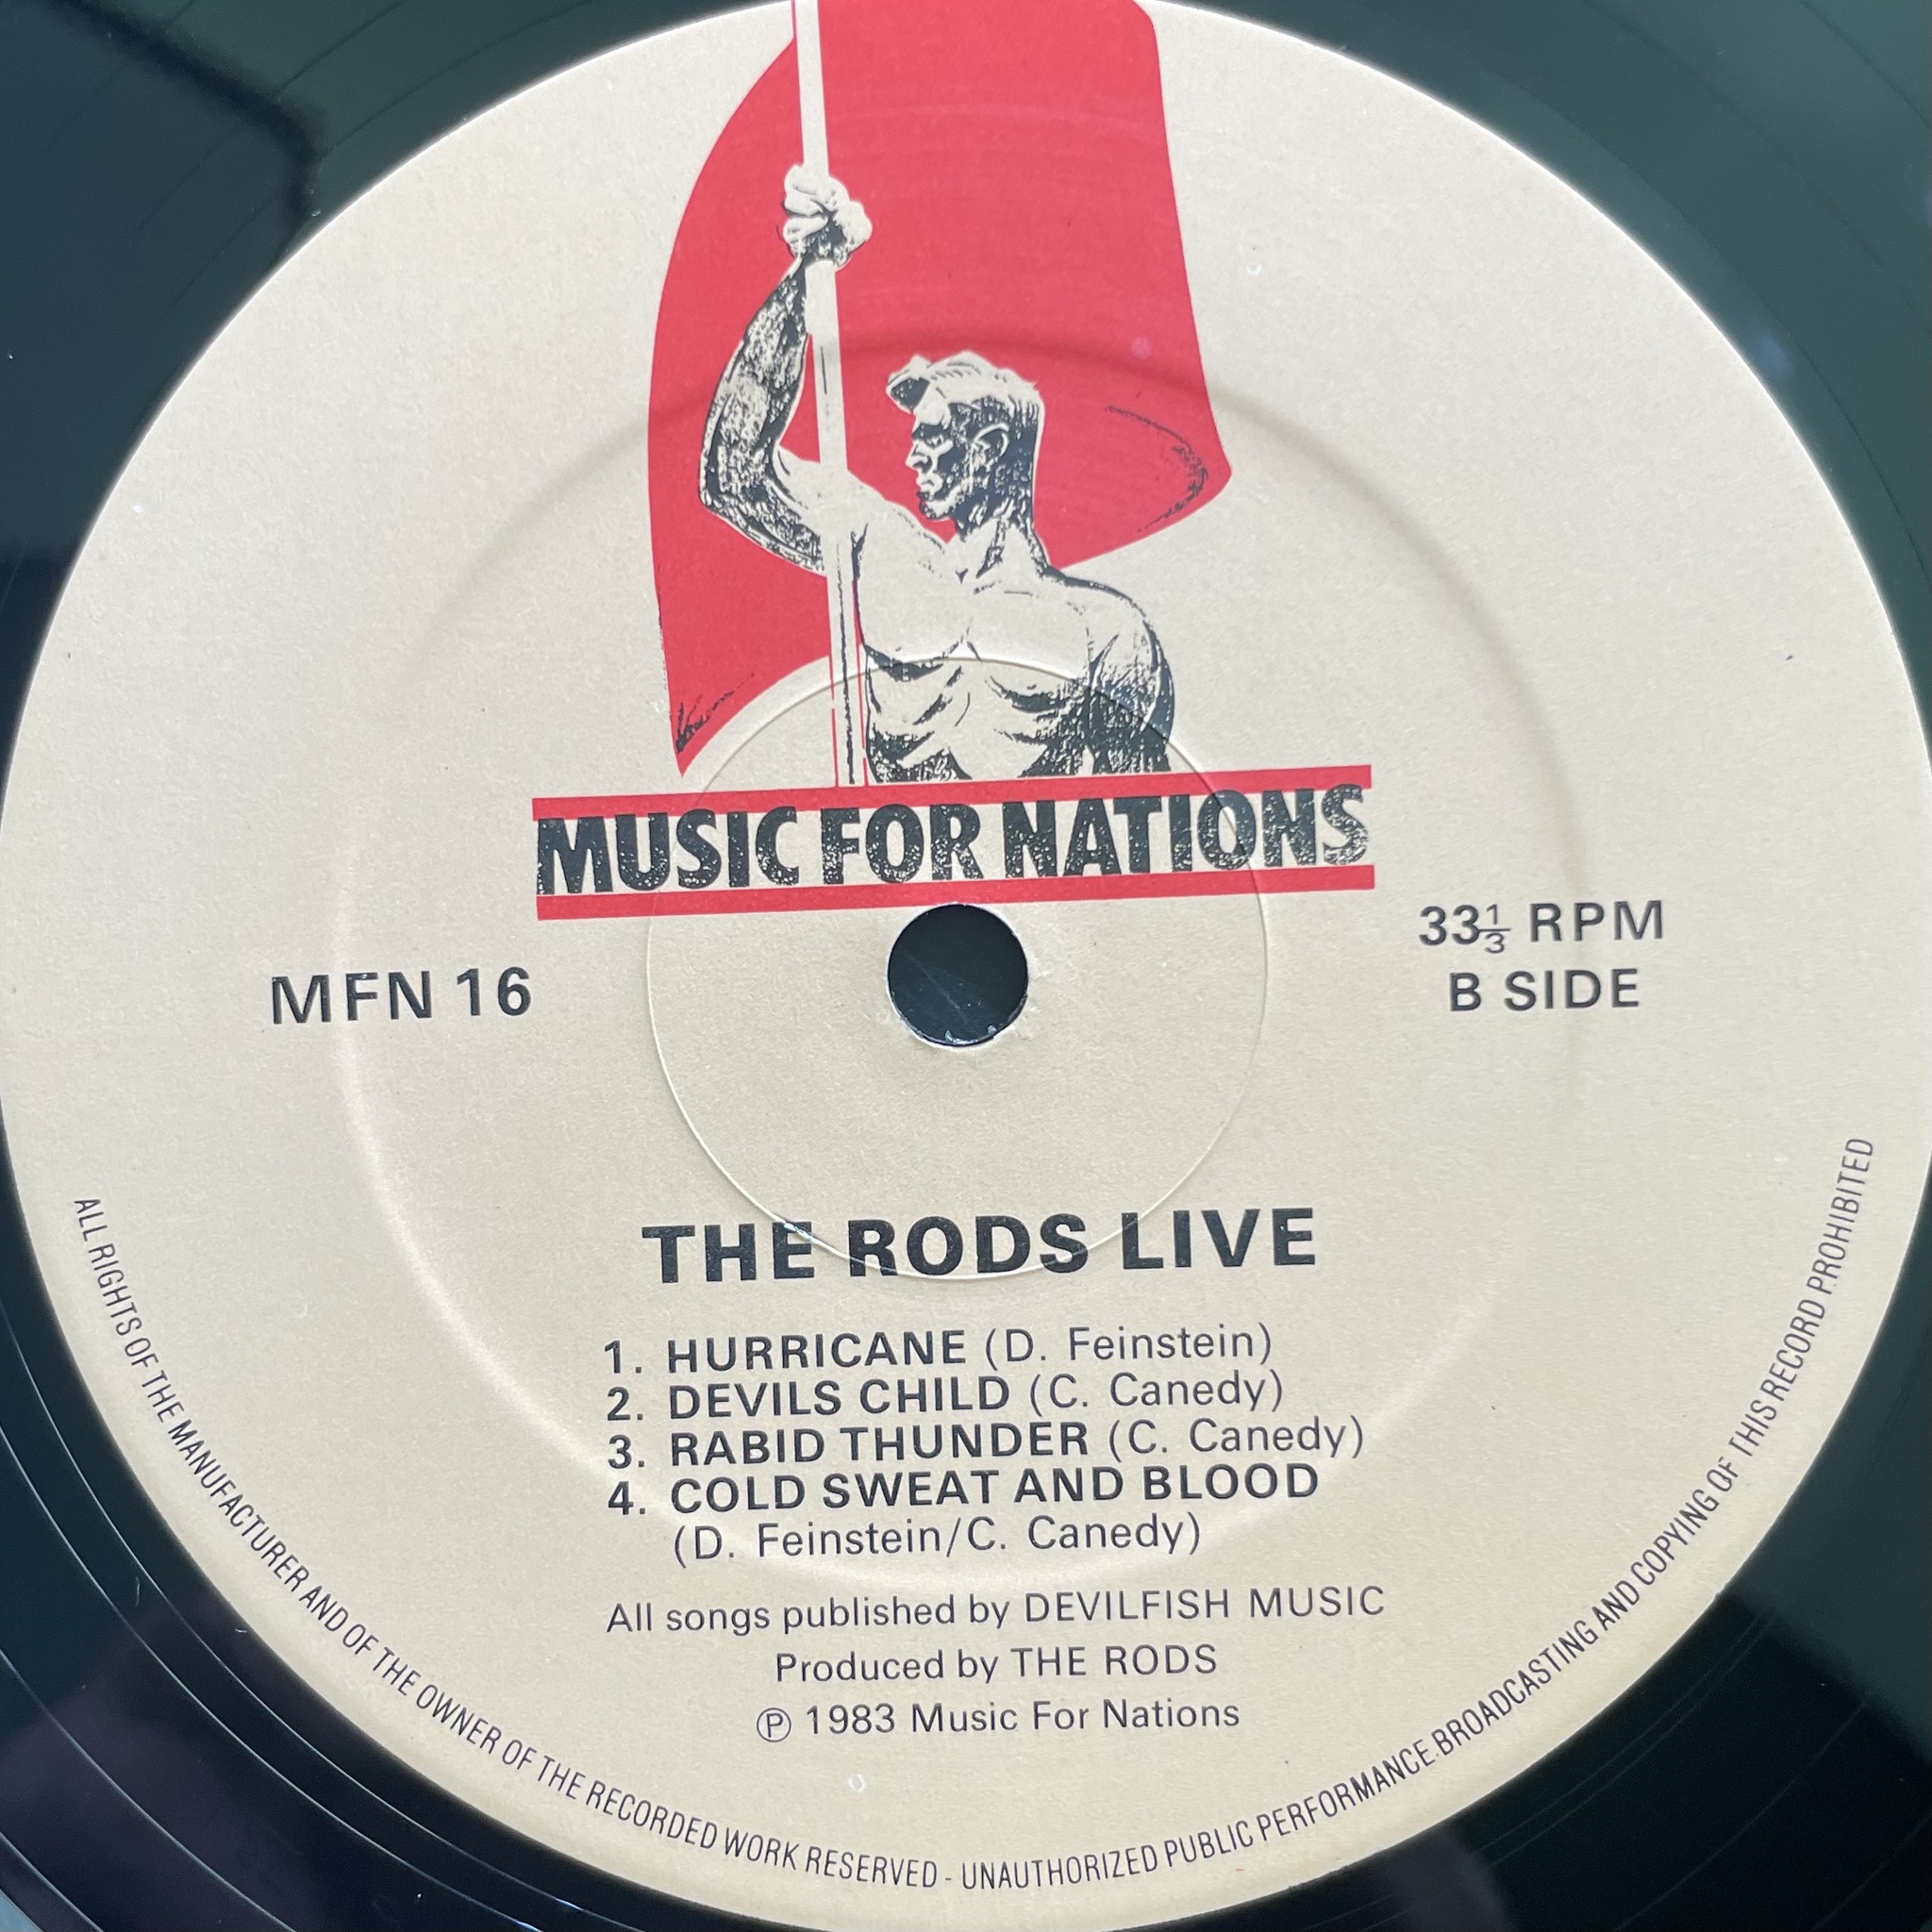 MUSIC FOR NATIONS
MFN 16
33⅓ RPM
B SIDE
THE RODS LIVE
1. HURRICANE (D. Feinstein)
2. DEVILS CHILD (C. Canedy)
3. RABID THUNDER (C. Canedy)
4. COLD SWEAT AND BLOOD
(D. Feinstein/C. Canedy)
All songs published by DEVILFISH MUSIC
Produced by THE RODS
℗ 1983 Music For Nations
ALL RIGHTS OF THE MANUFACTURER AND OF THE OWNER OF THE RECORDED WORK RESERVED - UNAUTHORIZED PUBLIC PERFORMANCE BROADCASTING AND COPYING OF THIS RECORD PROHIBITED